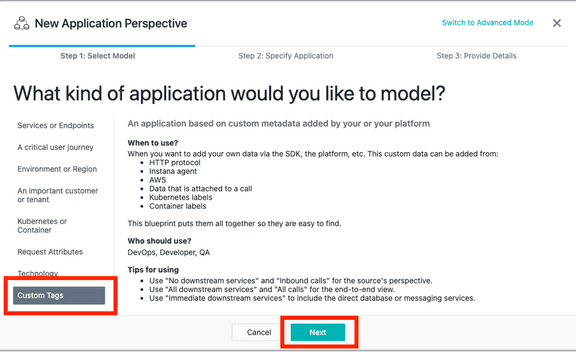 New Application Perspective
Switch to Advanced Mode
Step 1: Select Model
Step 2: Specify Application
Step 3: Provide Details
What kind of application would you like to model?
Services or Endpoints
A critical user journey
Environment or Region
An important customer
or tenant
Kubernetes or
Container
Request Attributes
Technology
Custom Tags
An application based on custom metadata added by your or your platform
When to use?
When you want to add your own data via the SDK, the platform, etc. This custom data can be added from:
• HTTP protocol
• Instana agent
• AWS
• Data that is attached to a call
• Kubernetes labels
• Container labels
This blueprint puts them all together so they are easy to find.
Who should use?
DevOps, Developer, QA
Tips for using
• Use "No downstream services" and "Inbound calls" for the source's perspective.
• Use "All downstream services" and "All calls" for the end-to-end view.
• Use "Immediate downstream services" to include the direct database or messaging services.
Cancel
Next